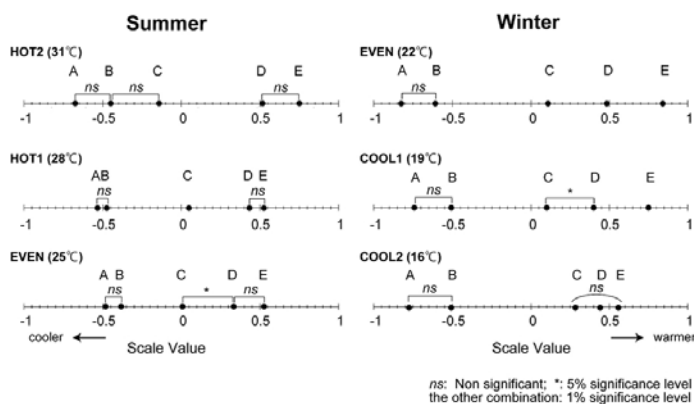 Summer
HOT2 (31℃)
A B C D E
ns ns ns
-1 -0.5 0 0.5 1
HOT1 (28℃)
AB C D E
ns ns
-1 -0.5 0 0.5 1
EVEN (25℃)
A B C D E
ns * ns
-1 -0.5 0 0.5 1
cooler
Scale Value
Winter
EVEN (22℃)
A B C D E
ns
-1 -0.5 0 0.5 1
COOL1 (19℃)
A B C D E
ns *
-1 -0.5 0 0.5 1
COOL2 (16℃)
A B C D E
ns ns
-1 -0.5 0 0.5 1
Scale Value
warmer
ns: Non significant; *: 5% significance level
the other combination: 1% significance level